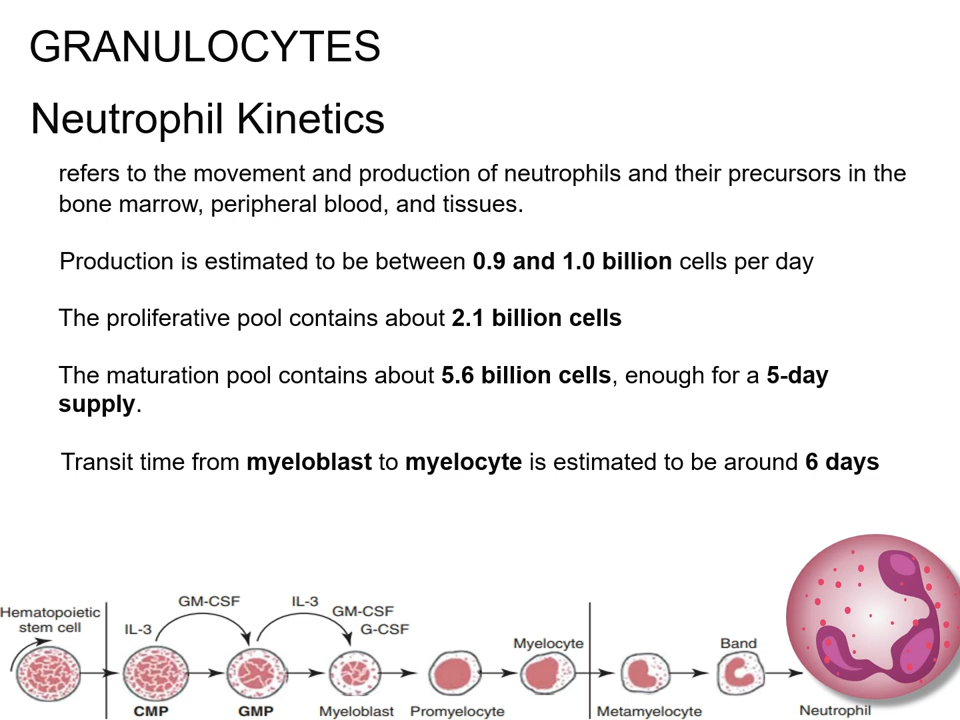 GRANULOCYTES
Neutrophil Kinetics
refers to the movement and production of neutrophils and their precursors in the
bone marrow, peripheral blood, and tissues.
Production is estimated to be between 0.9 and 1.0 billion cells per day
The proliferative pool contains about 2.1 billion cells
The maturation pool contains about 5.6 billion cells, enough for a 5-day
supply.
Transit time from myeloblast to myelocyte is estimated to be around 6 days
Hematopoietic
stem cell
IL-3
GM-CSF
IL-3
GM-CSF
G-CSF
Myelocyte
Band
CMP
GMP
Myeloblast
Promyelocyte
Metamyelocyte
Neutrophil